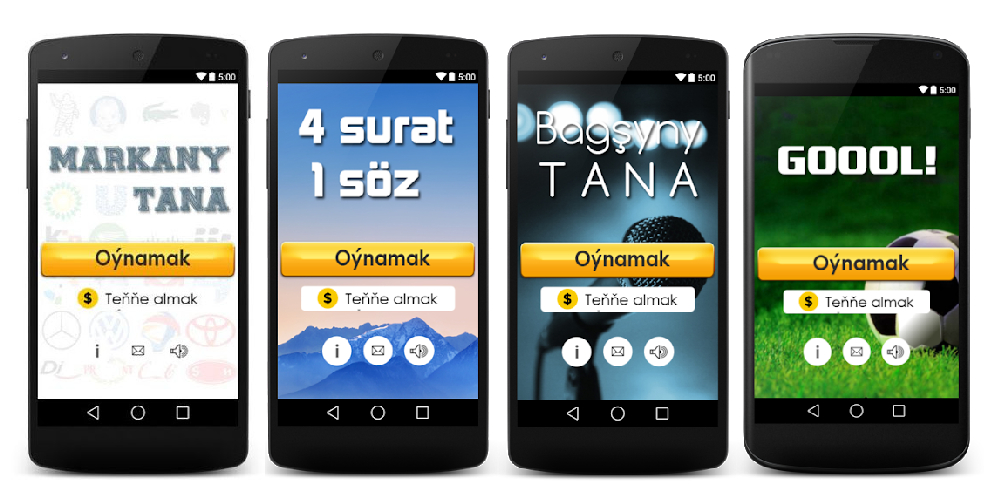 5:00
MARKANY
TANA
Oýnamak
$ Teňňe almak
i
5:00
4 surat
1 söz
Oýnamak
$ Teňňe almak
i
5:00
Bagşyny
TANA
Oýnamak
$ Teňňe almak
i
5:00
GOOOL!
Oýnamak
$ Teňňe almak
i